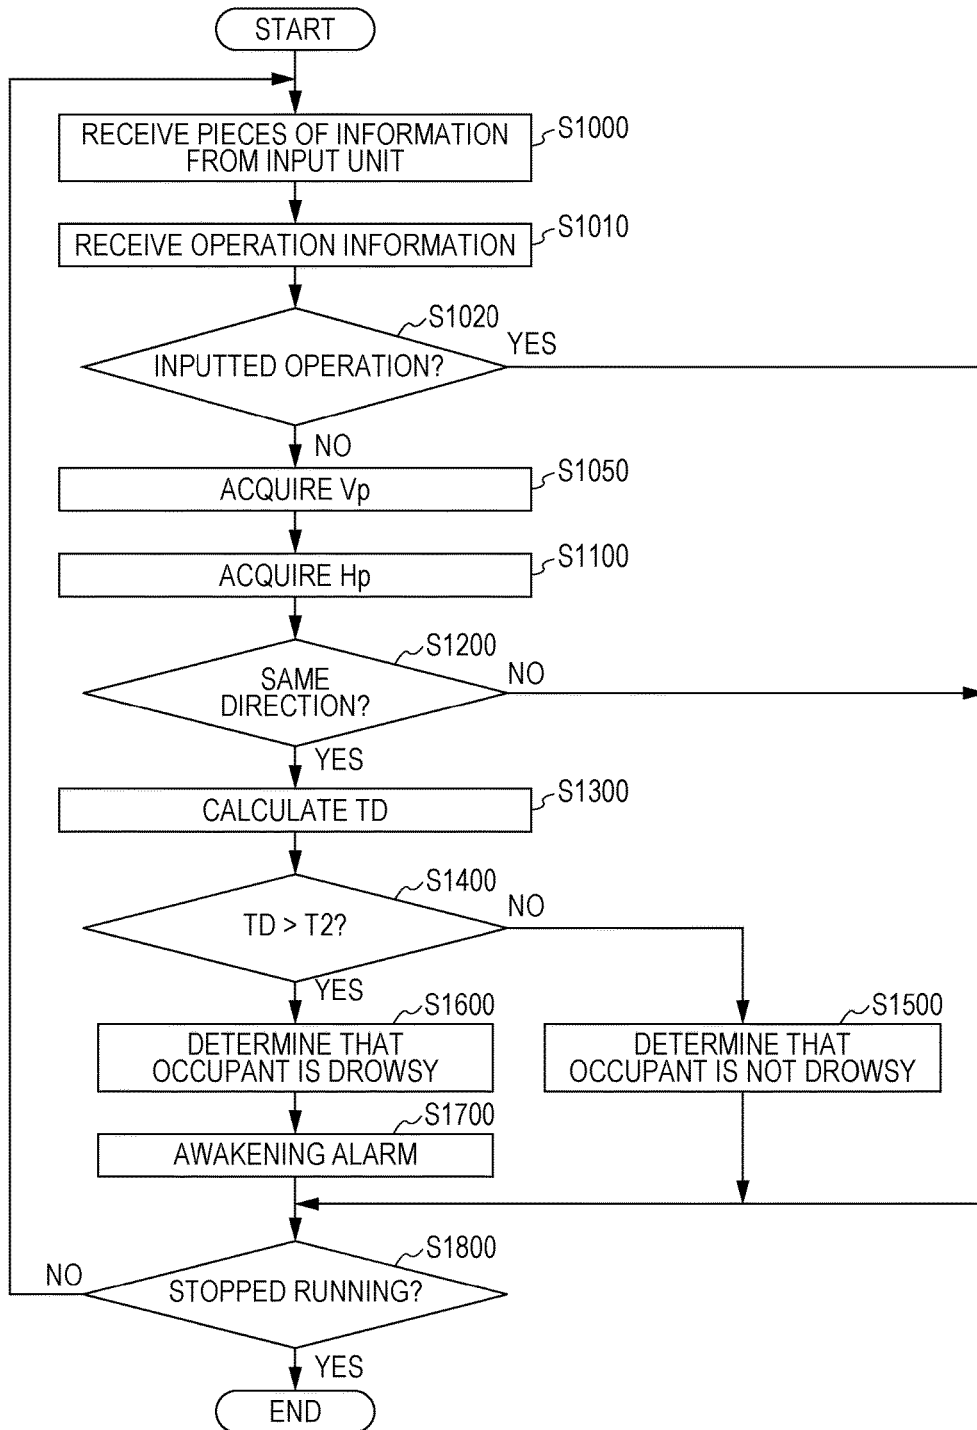 START
RECEIVE PIECES OF INFORMATION
FROM INPUT UNIT
S1000
RECEIVE OPERATION INFORMATION
S1010
S1020
INPUTTED OPERATION?
YES
NO
ACQUIRE Vp
S1050
ACQUIRE Hp
S1100
S1200
SAME
DIRECTION?
NO
YES
CALCULATE TD
S1300
S1400
TD > T2?
NO
YES
S1600
DETERMINE THAT
OCCUPANT IS DROWSY
S1500
DETERMINE THAT
OCCUPANT IS NOT DROWSY
S1700
AWAKENING ALARM
S1800
STOPPED RUNNING?
NO
YES
END